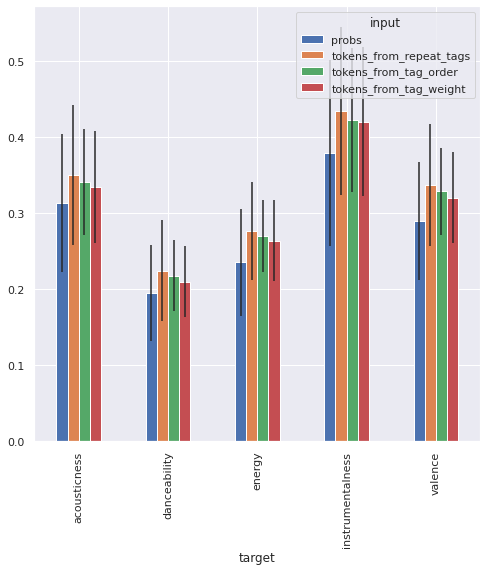 input
probs
tokens_from_repeat_tags
tokens_from_tag_order
tokens_from_tag_weight
0.5
0.4
0.3
0.2
0.1
0.0
acousticness
danceability
energy
instrumentalness
valence
target